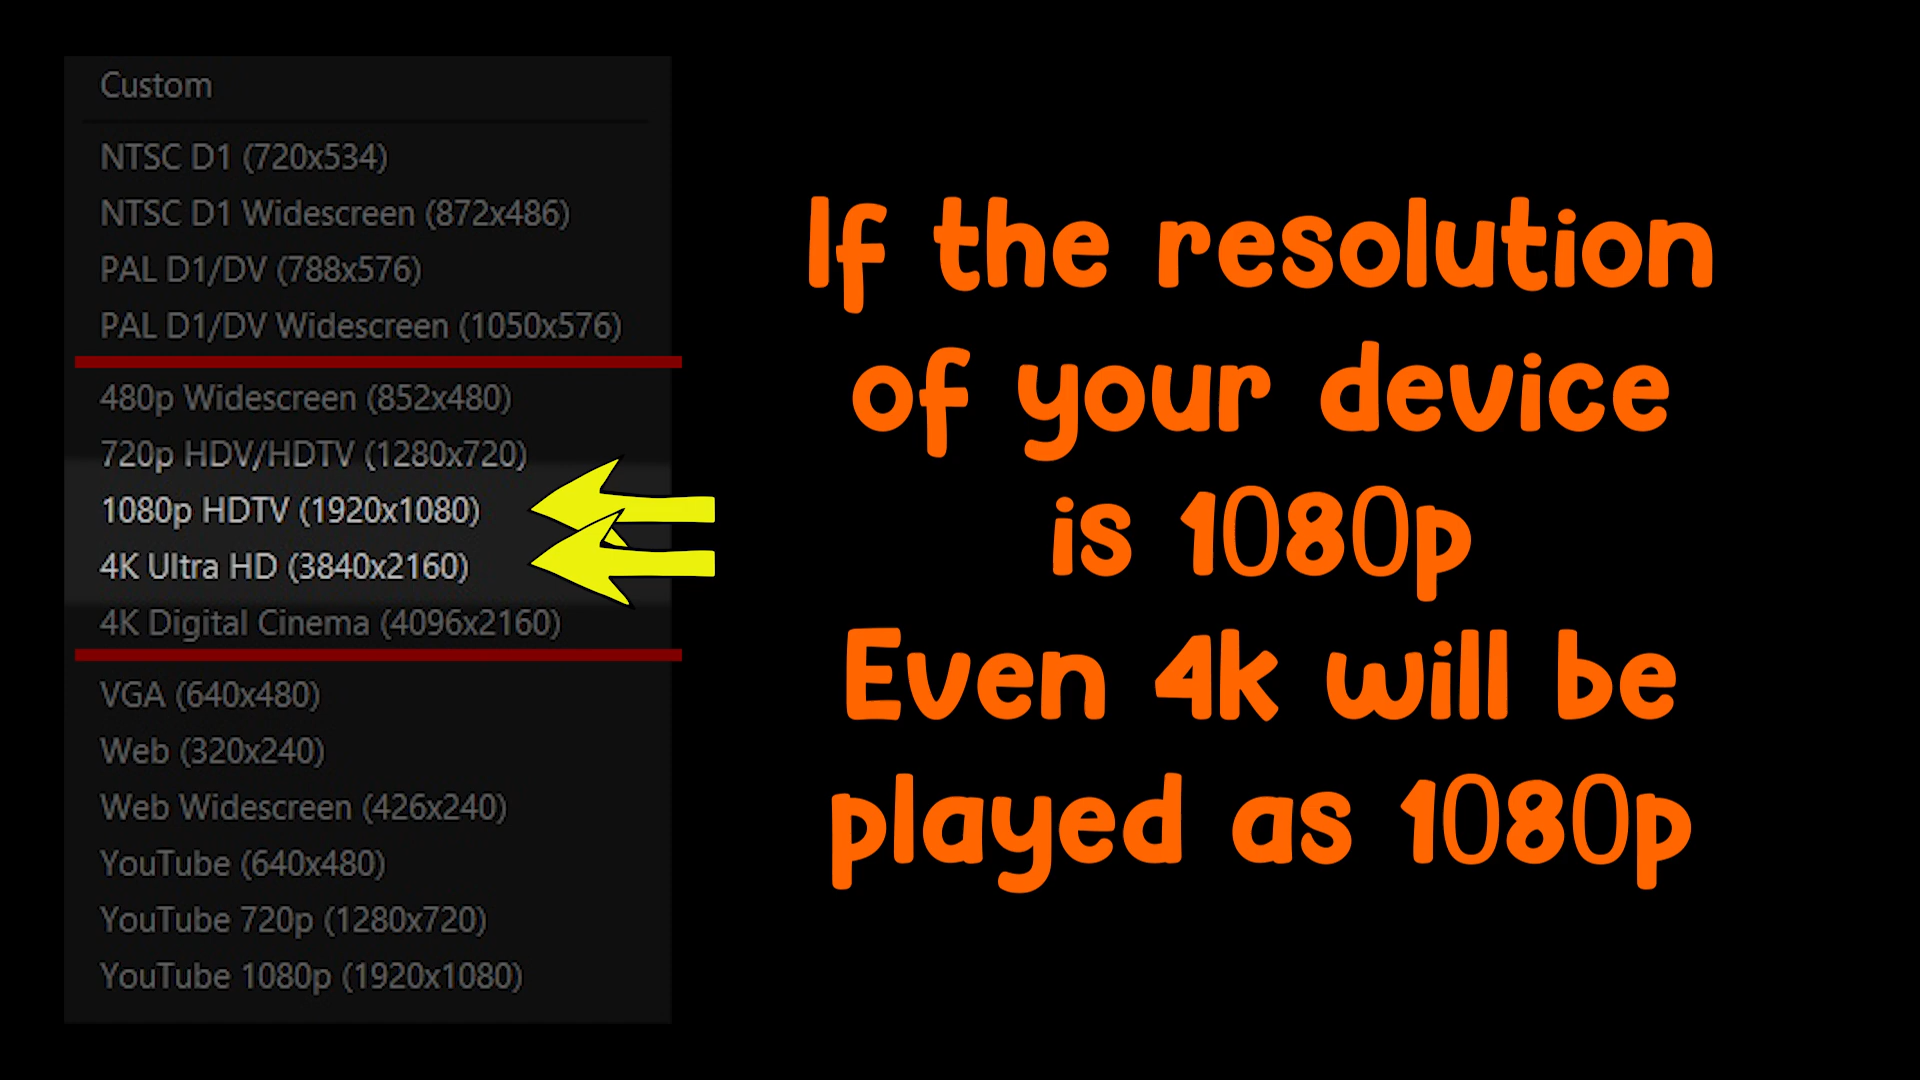 Custom
NTSC D1 (720x534)
NTSC D1 Widescreen (872x486)
PAL D1/DV (788x576)
PAL D1/DV Widescreen (1050x576)
480p Widescreen (852x480)
720p HDV/HDTV (1280x720)
1080p HDTV (1920x1080)
4K Ultra HD (3840x2160)
4K Digital Cinema (4096x2160)
VGA (640x480)
Web (320x240)
Web Widescreen (426x240)
YouTube (640x480)
YouTube 720p (1280x720)
YouTube 1080p (1920x1080)
If the resolution
of your device
is 1080p
Even 4k will be
played as 1080p